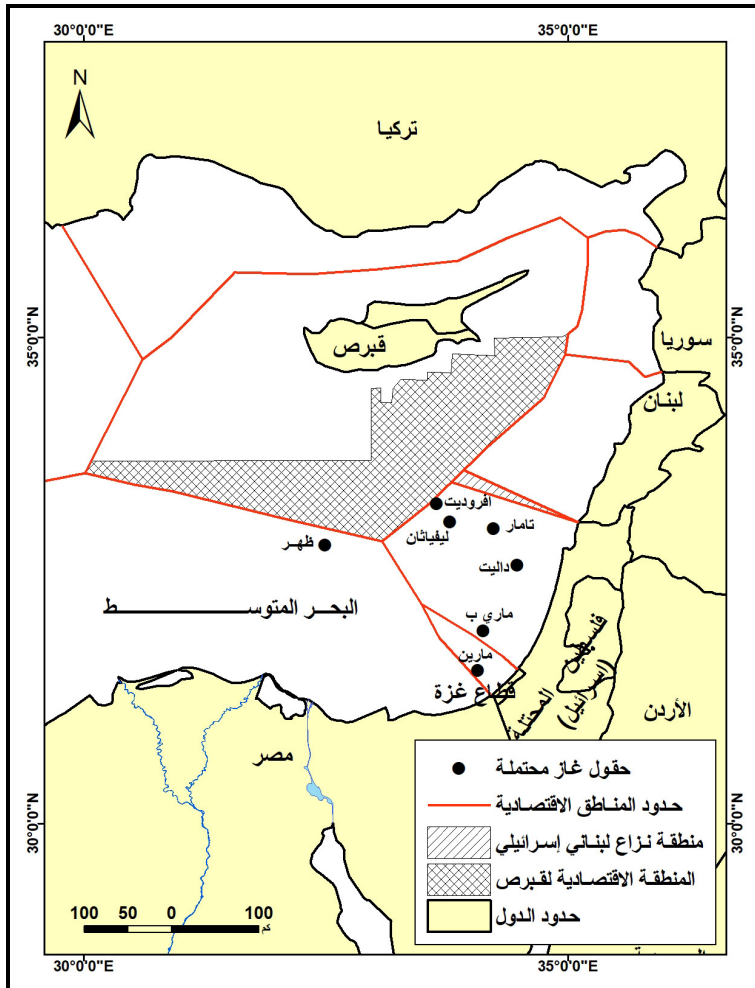 30°0'0"E
35°0'0"E
N
تركيا
35°0'0"N
35°0'0"N
قبرص
سوريا
لبنان
افروديت
ليفياثان
تامار
ظهر
داليت
البحر المتوسط
ماري ب
مارين
قطاع غزة
فلسطين
المحتلة
(إسرائيل)
الأردن
مصر
حقول غاز محتملة
حدود المناطق الاقتصادية
منطقة نزاع لبناني إسرائيلي
المنطقة الاقتصادية لقبرص
حدود الدول
30°0'0"N
30°0'0"N
100 50 0 100
كم
30°0'0"E
35°0'0"E